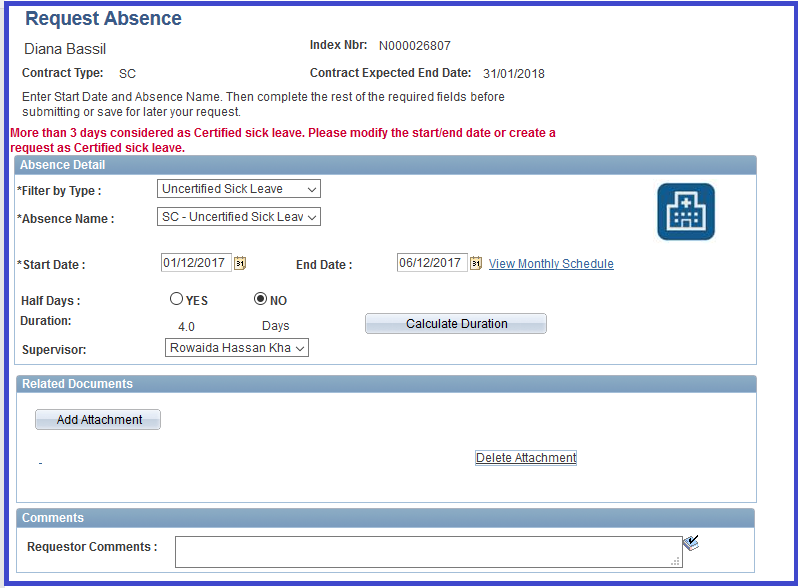 Request Absence
Diana Bassil
Index Nbr: N000026807
Contract Type: SC
Contract Expected End Date: 31/01/2018
Enter Start Date and Absence Name. Then complete the rest of the required fields before
submitting or save for later your request.
More than 3 days considered as Certified sick leave. Please modify the start/end date or create a
request as Certified sick leave.
Absence Detail
*Filter by Type : Uncertified Sick Leave
*Absence Name : SC - Uncertified Sick Leav
*Start Date : 01/12/2017 31 End Date : 06/12/2017 31 View Monthly Schedule
Half Days : YES NO
Duration: 4.0 Days Calculate Duration
Supervisor: Rowaida Hassan Kha
Related Documents
Add Attachment
- Delete Attachment
Comments
Requestor Comments :